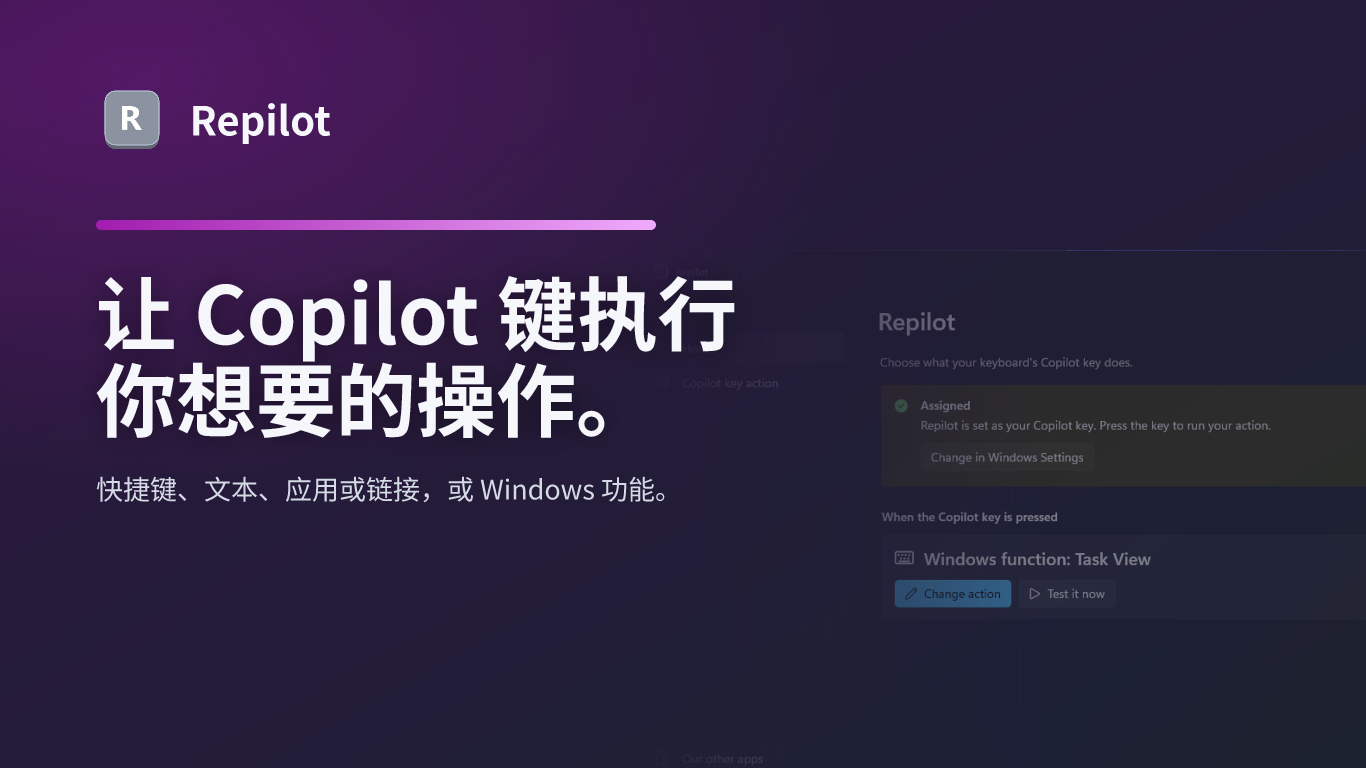 R
Repilot
让 Copilot 键执行
你想要的操作。
快捷键、文本、应用或链接，或 Windows 功能。
Repilot
Choose what your keyboard's Copilot key does.
Copilot key action
Assigned
Repilot is set as your Copilot key. Press the key to run your action.
Change in Windows Settings
When the Copilot key is pressed
Windows function: Task View
Change action
Test it now
Our other apps